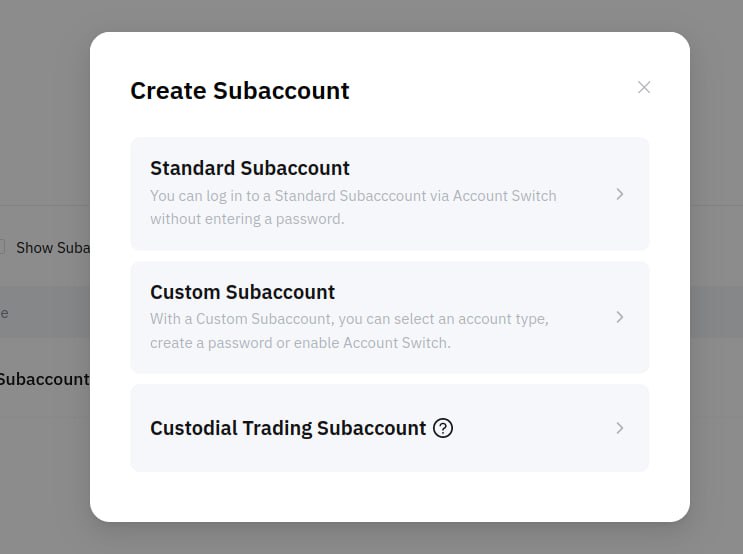 Create Subaccount
Standard Subaccount
You can log in to a Standard Subacccount via Account Switch
without entering a password.
Show Suba
Custom Subaccount
e
With a Custom Subaccount, you can select an account type,
create a password or enable Account Switch.
Subaccount
Custodial Trading Subaccount ?